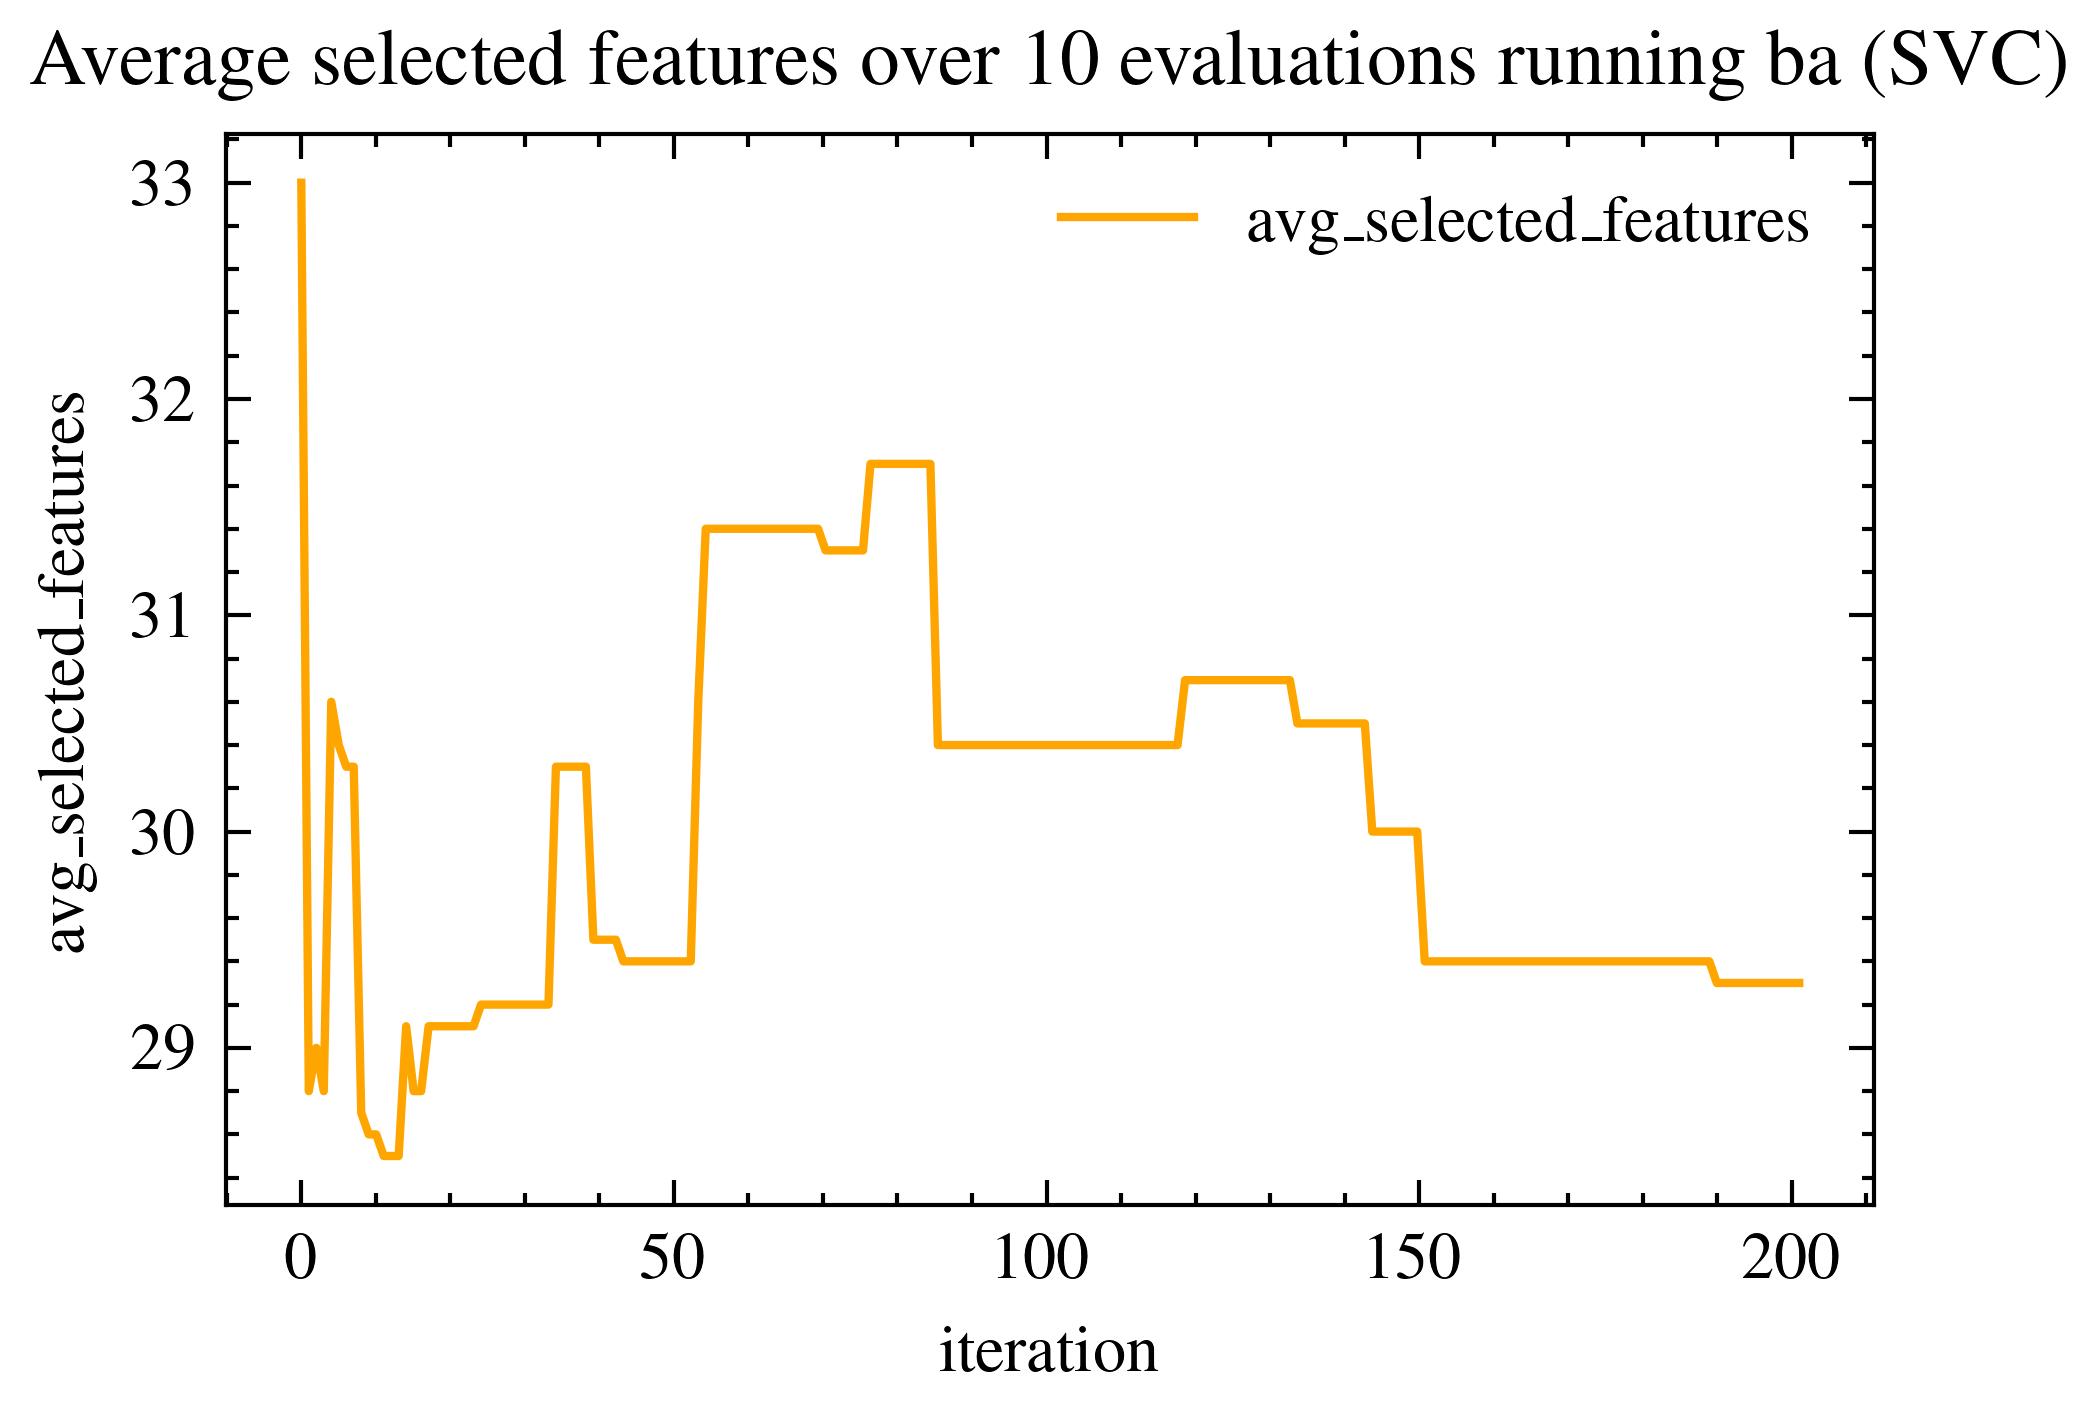 Average selected features over 10 evaluations running ba (SVC)
avg_selected_features
33
32
31
30
29
avg_selected_features
0 50 100 150 200
iteration